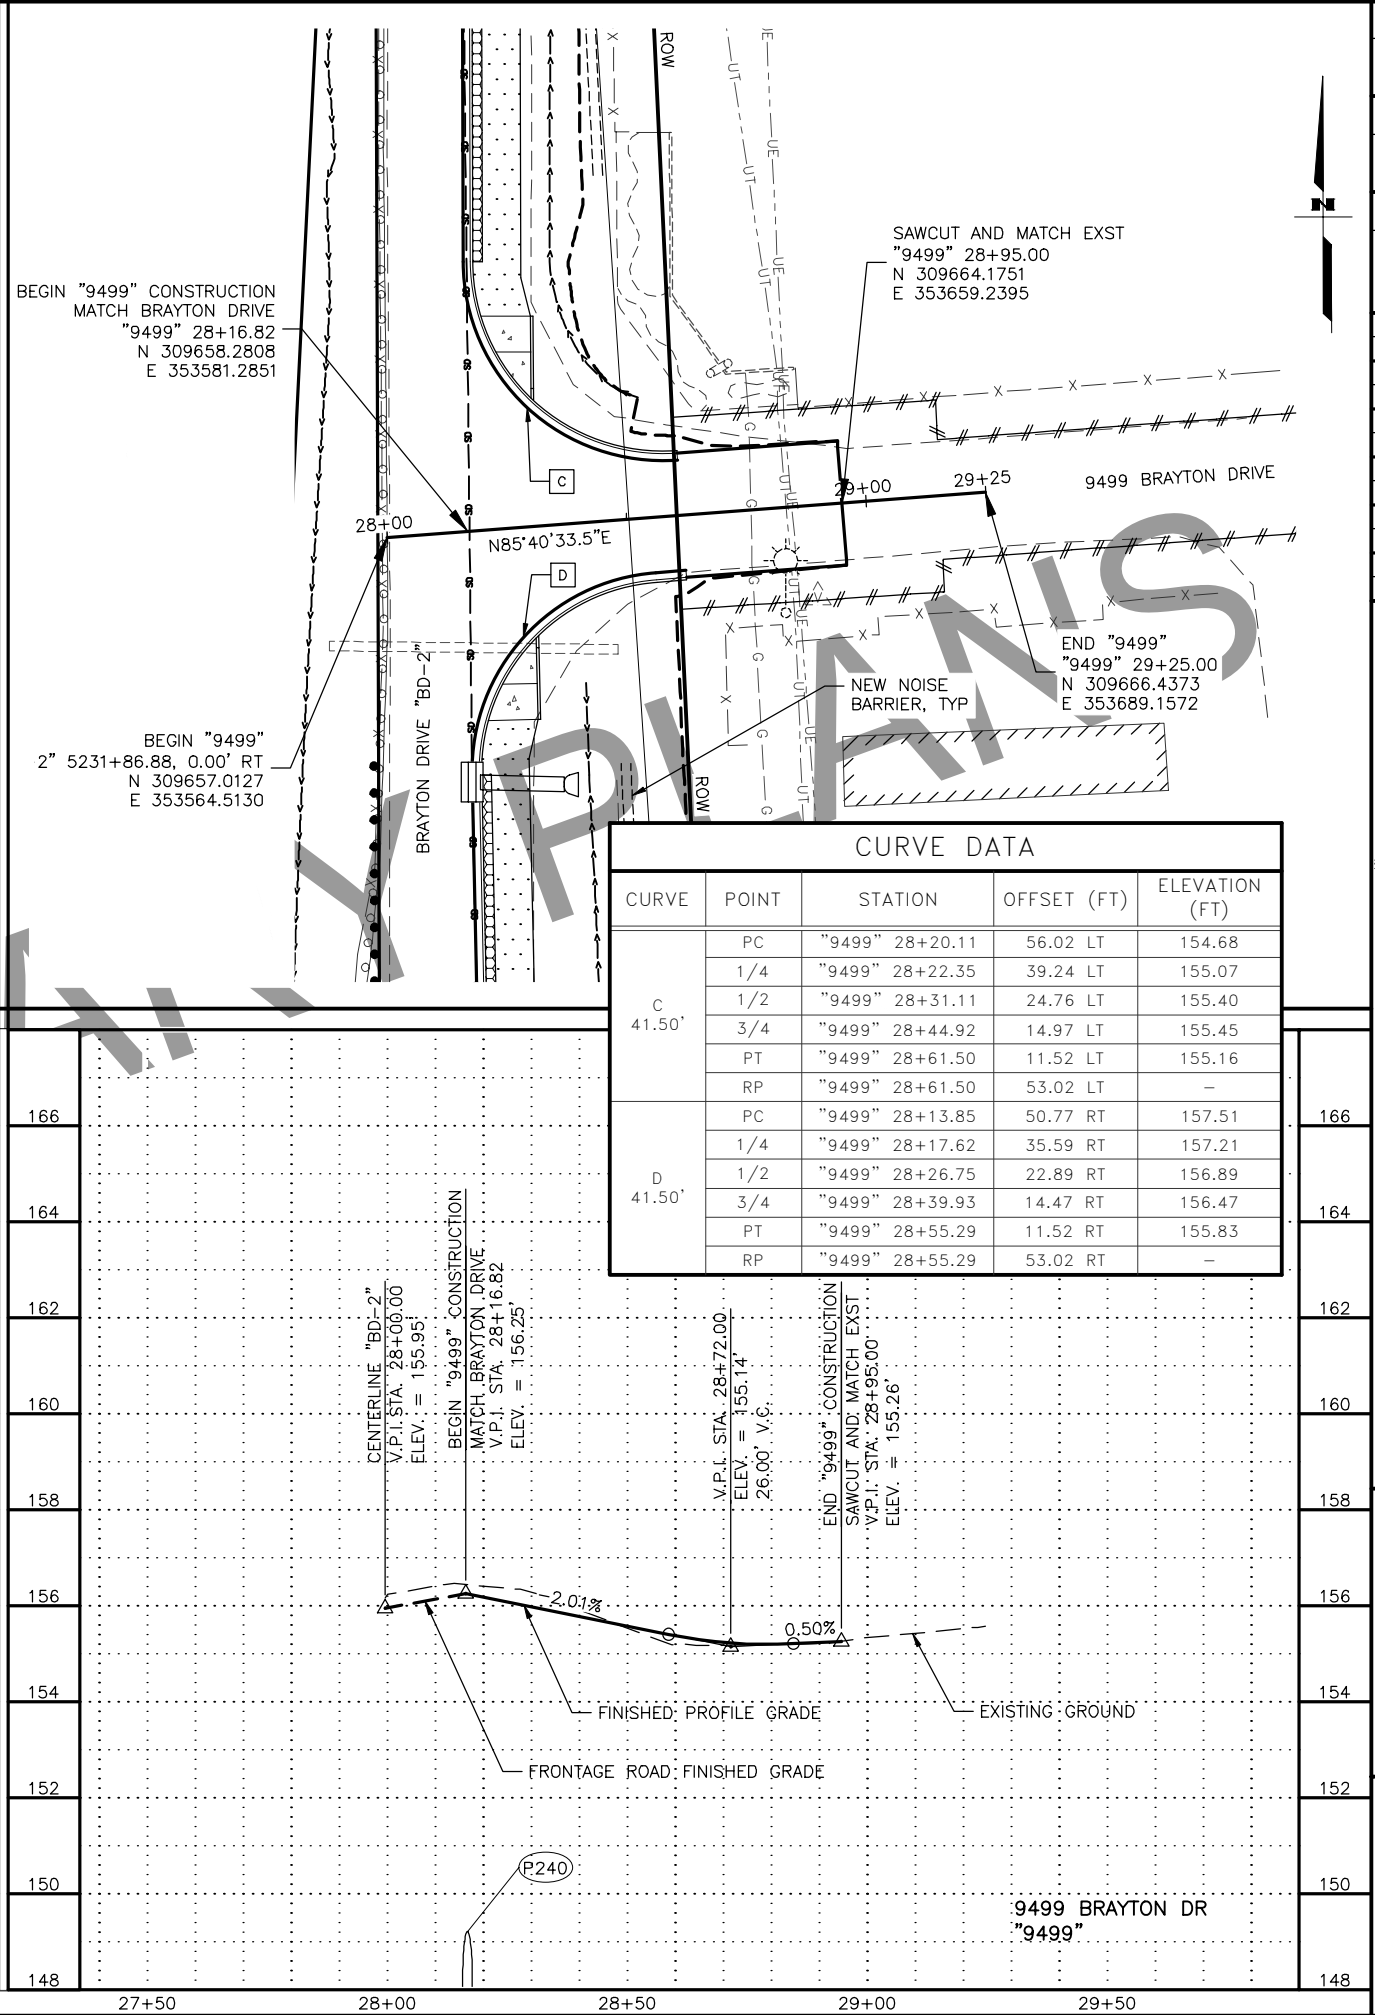 ROW
UT
UE
SAWCUT AND MATCH EXST
"9499" 28+95.00
N 309664.1751
E 353659.2395
N
BEGIN "9499" CONSTRUCTION
MATCH BRAYTON DRIVE
"9499" 28+16.82
N 309658.2808
E 353581.2851
C
28+00
N85°40'33.5"E
29+00
29+25
9499 BRAYTON DRIVE
D
G
SD
BRAYTON DRIVE "BD-2"
END "9499"
"9499" 29+25.00
N 309666.4373
E 353689.1572
NEW NOISE
BARRIER, TYP
BEGIN "9499"
2" 5231+86.88, 0.00' RT
N 309657.0127
E 353564.5130
ROW
ARY PLANS
CURVE DATA
CURVE POINT STATION OFFSET (FT) ELEVATION (FT)
C
41.50'
PC "9499" 28+20.11 56.02 LT 154.68
1/4 "9499" 28+22.35 39.24 LT 155.07
1/2 "9499" 28+31.11 24.76 LT 155.40
3/4 "9499" 28+44.92 14.97 LT 155.45
PT "9499" 28+61.50 11.52 LT 155.16
RP "9499" 28+61.50 53.02 LT –
D
41.50'
PC "9499" 28+13.85 50.77 RT 157.51
1/4 "9499" 28+17.62 35.59 RT 157.21
1/2 "9499" 28+26.75 22.89 RT 156.89
3/4 "9499" 28+39.93 14.47 RT 156.47
PT "9499" 28+55.29 11.52 RT 155.83
RP "9499" 28+55.29 53.02 RT –
166 166
164 164
162 162
160 160
158 158
156 156
154 154
152 152
150 150
148 148
CENTERLINE "BD-2"
V.P.I. STA. 28+00.00
ELEV. = 155.95'
BEGIN "9499" CONSTRUCTION
MATCH BRAYTON DRIVE
V.P.I. STA. 28+16.82
ELEV. = 156.25'
V.P.I. STA. 28+72.00
ELEV. = 155.14'
26.00' V.C.
END "9499" CONSTRUCTION
SAWCUT AND MATCH EXST
V.P.I. STA. 28+95.00
ELEV. = 155.26'
-2.01%
0.50%
FINISHED PROFILE GRADE
EXISTING GROUND
FRONTAGE ROAD FINISHED GRADE
P240
9499 BRAYTON DR
"9499"
27+50 28+00 28+50 29+00 29+50